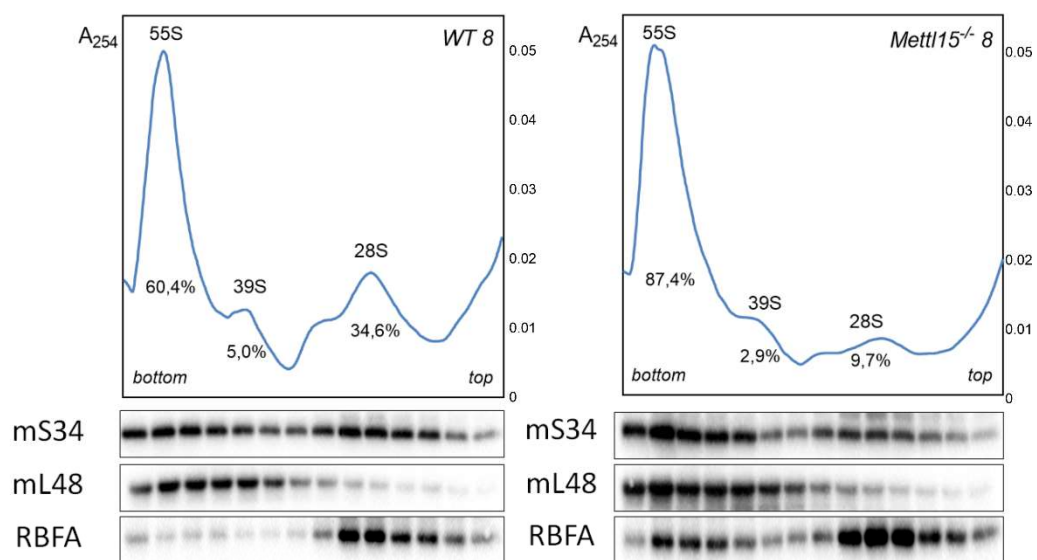 A254
55S
WT 8
0.05
0.04
0.03
0.02
0.01
0
28S
60,4%
39S
34,6%
5,0%
bottom
top
mS34
mL48
RBFA
A254
55S
Mettl15-/- 8
0.05
0.04
0.03
0.02
0.01
0
87,4%
39S
28S
2,9%
9,7%
bottom
top
mS34
mL48
RBFA